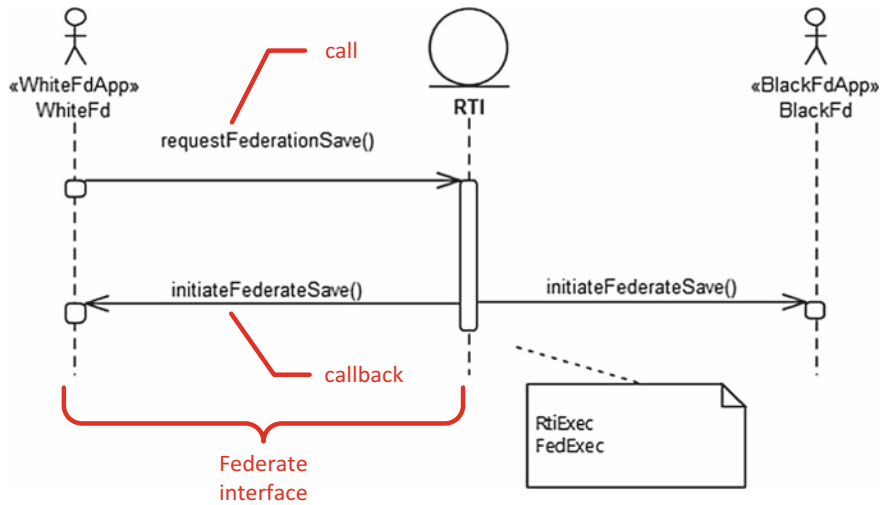 call
«WhiteFdApp»
WhiteFd
RTI
«BlackFdApp»
BlackFd
requestFederationSave()
initiateFederateSave()
initiateFederateSave()
callback
RtiExec
FedExec
Federate
interface